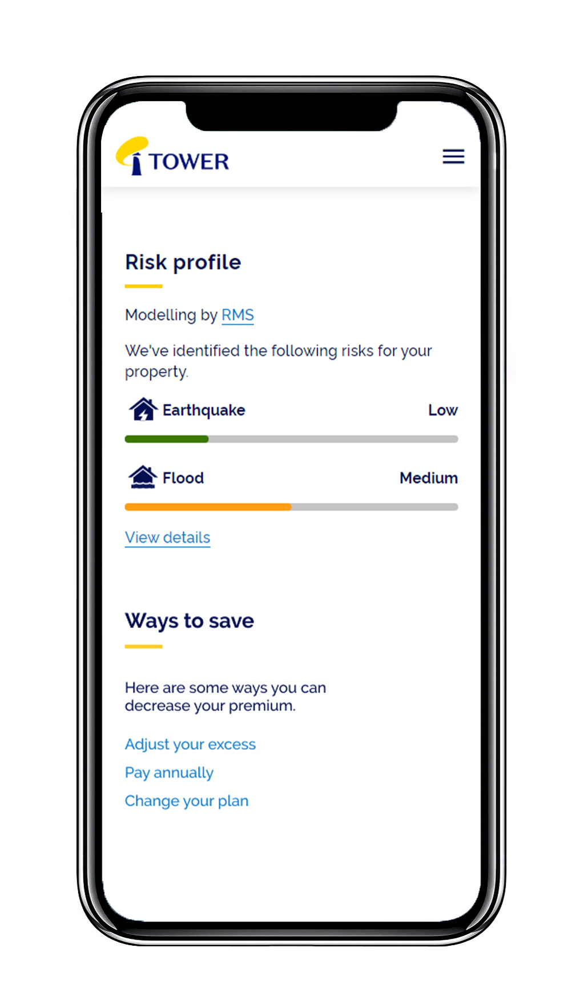 TOWER
Risk profile
Modelling by RMS
We've identified the following risks for your
property.
Earthquake Low
Flood Medium
View details
Ways to save
Here are some ways you can
decrease your premium.
Adjust your excess
Pay annually
Change your plan